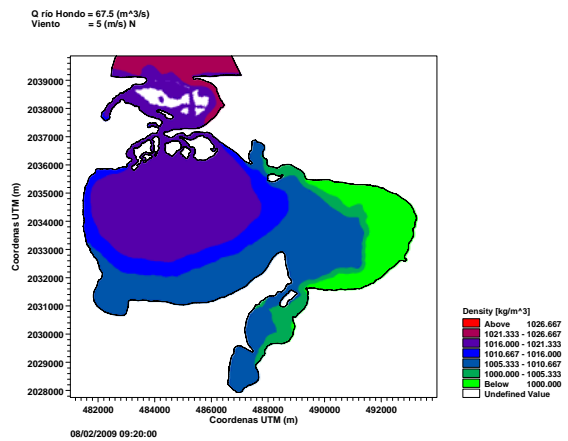 Q río Hondo = 67.5 (m^3/s)
Viento = 5 (m/s) N
2039000
2038000
2037000
2036000
2035000
2034000
2033000
2032000
2031000
2030000
2029000
2028000
Coordenas UTM (m)
482000 484000 486000 488000 490000 492000
Coordenas UTM (m)
08/02/2009 09:20:00
Density [kg/m^3]
Above 1026.667
1021.333 - 1026.667
1016.000 - 1021.333
1010.667 - 1016.000
1005.333 - 1010.667
1000.000 - 1005.333
Below 1000.000
Undefined Value